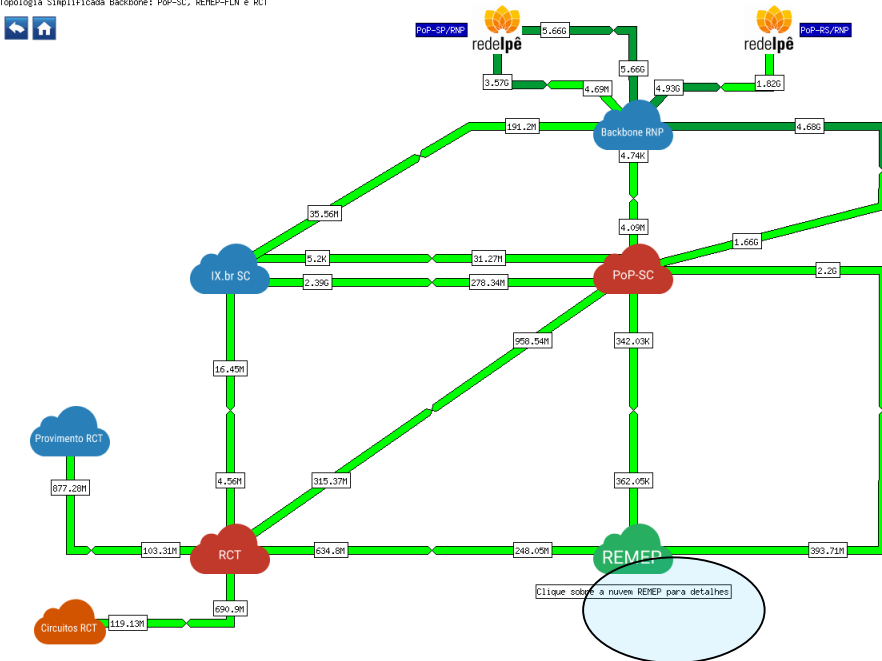 Topologia Simplificada Backbone: PoP-SC, REMEP-FLN e RCT
PoP-SP/RNP
redeIpê
5.66G
redeIpê
PoP-RS/RNP
5.66G
3.57G
4.69M
4.93G
1.82G
191.2M
Backbone RNP
4.68G
4.74K
35.56M
4.09M
1.66G
5.2K
31.27M
IX.br SC
PoP-SC
2.2G
2.39G
278.34M
958.54M
342.03K
16.45M
Provimento RCT
877.28M
4.56M
315.37M
362.05K
103.31M
RCT
634.8M
248.05M
REMEP
393.71M
Clique sobre a nuvem REMEP para detalhes
690.9M
119.13M
Circuitos RCT